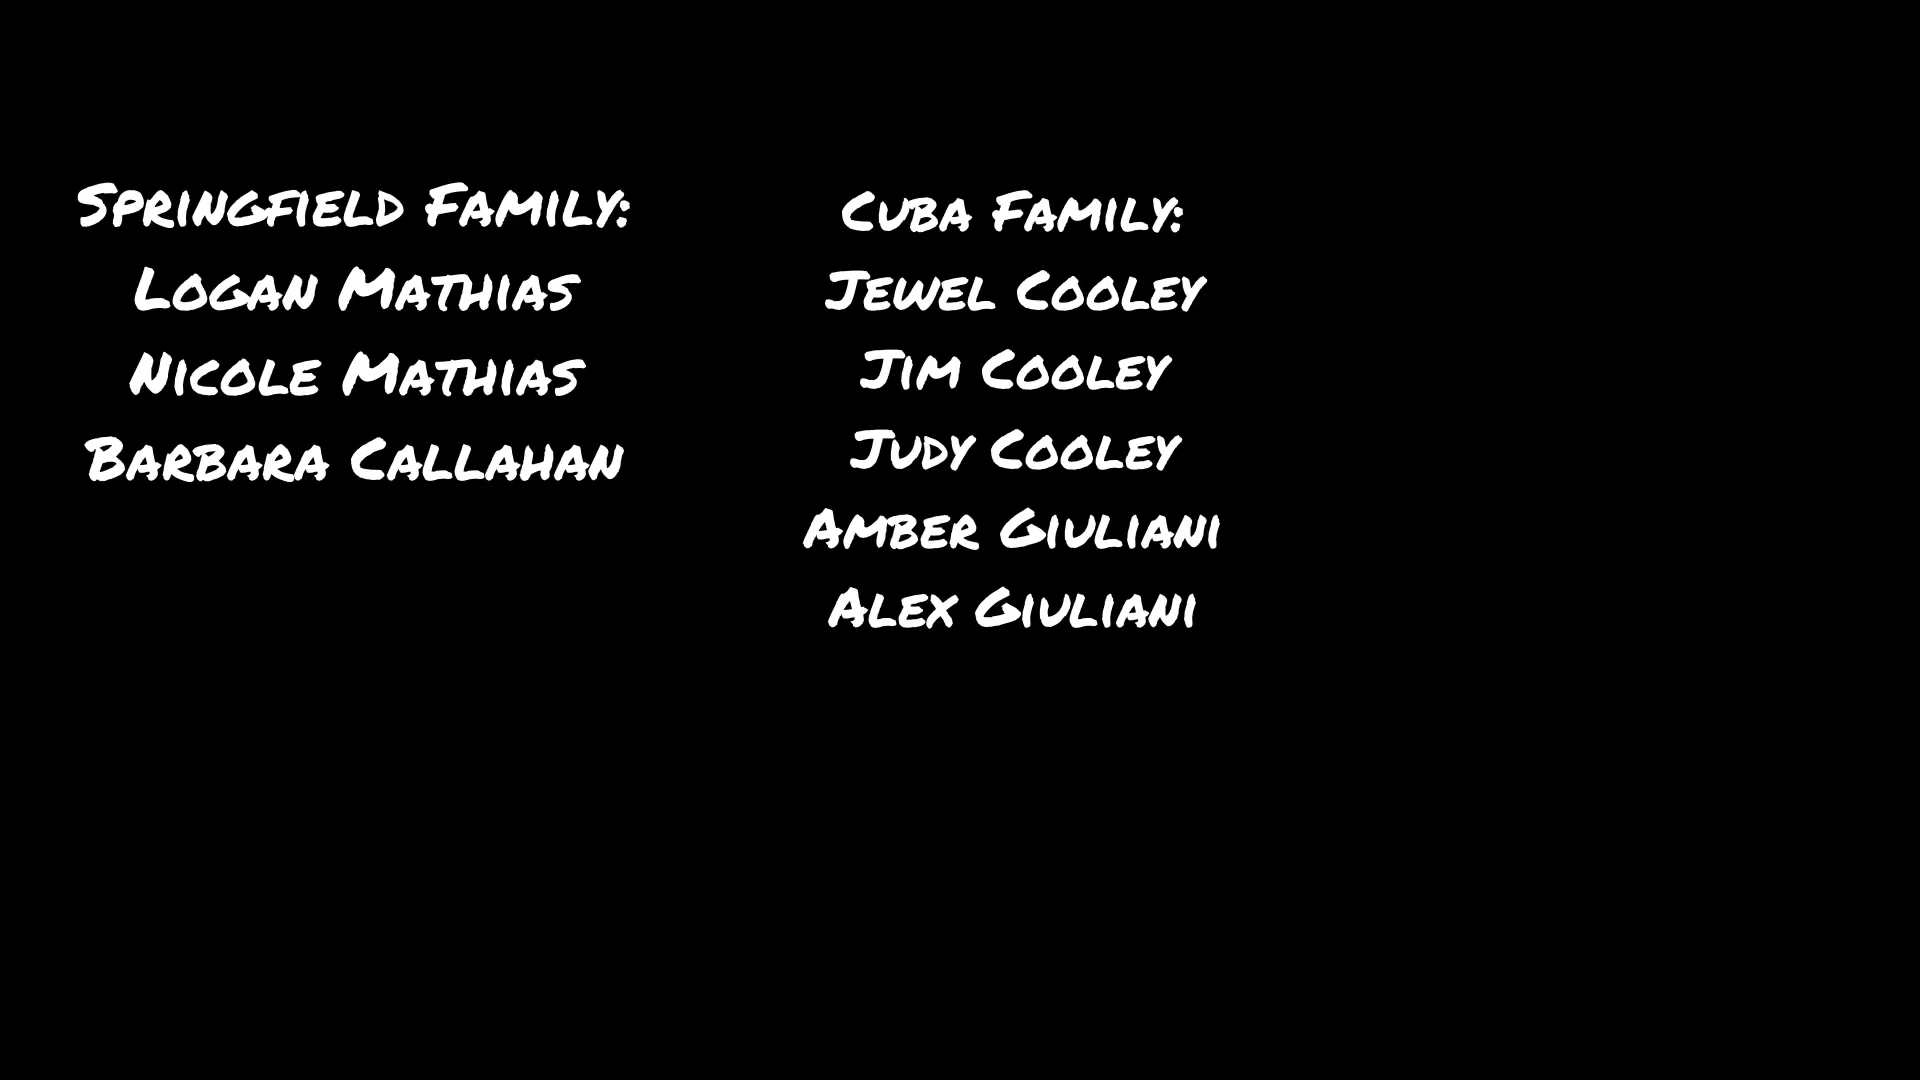 Springfield Family:
Logan Mathias
Nicole Mathias
Barbara Callahan
Cuba Family:
Jewel Cooley
Jim Cooley
Judy Cooley
Amber Giuliani
Alex Giuliani